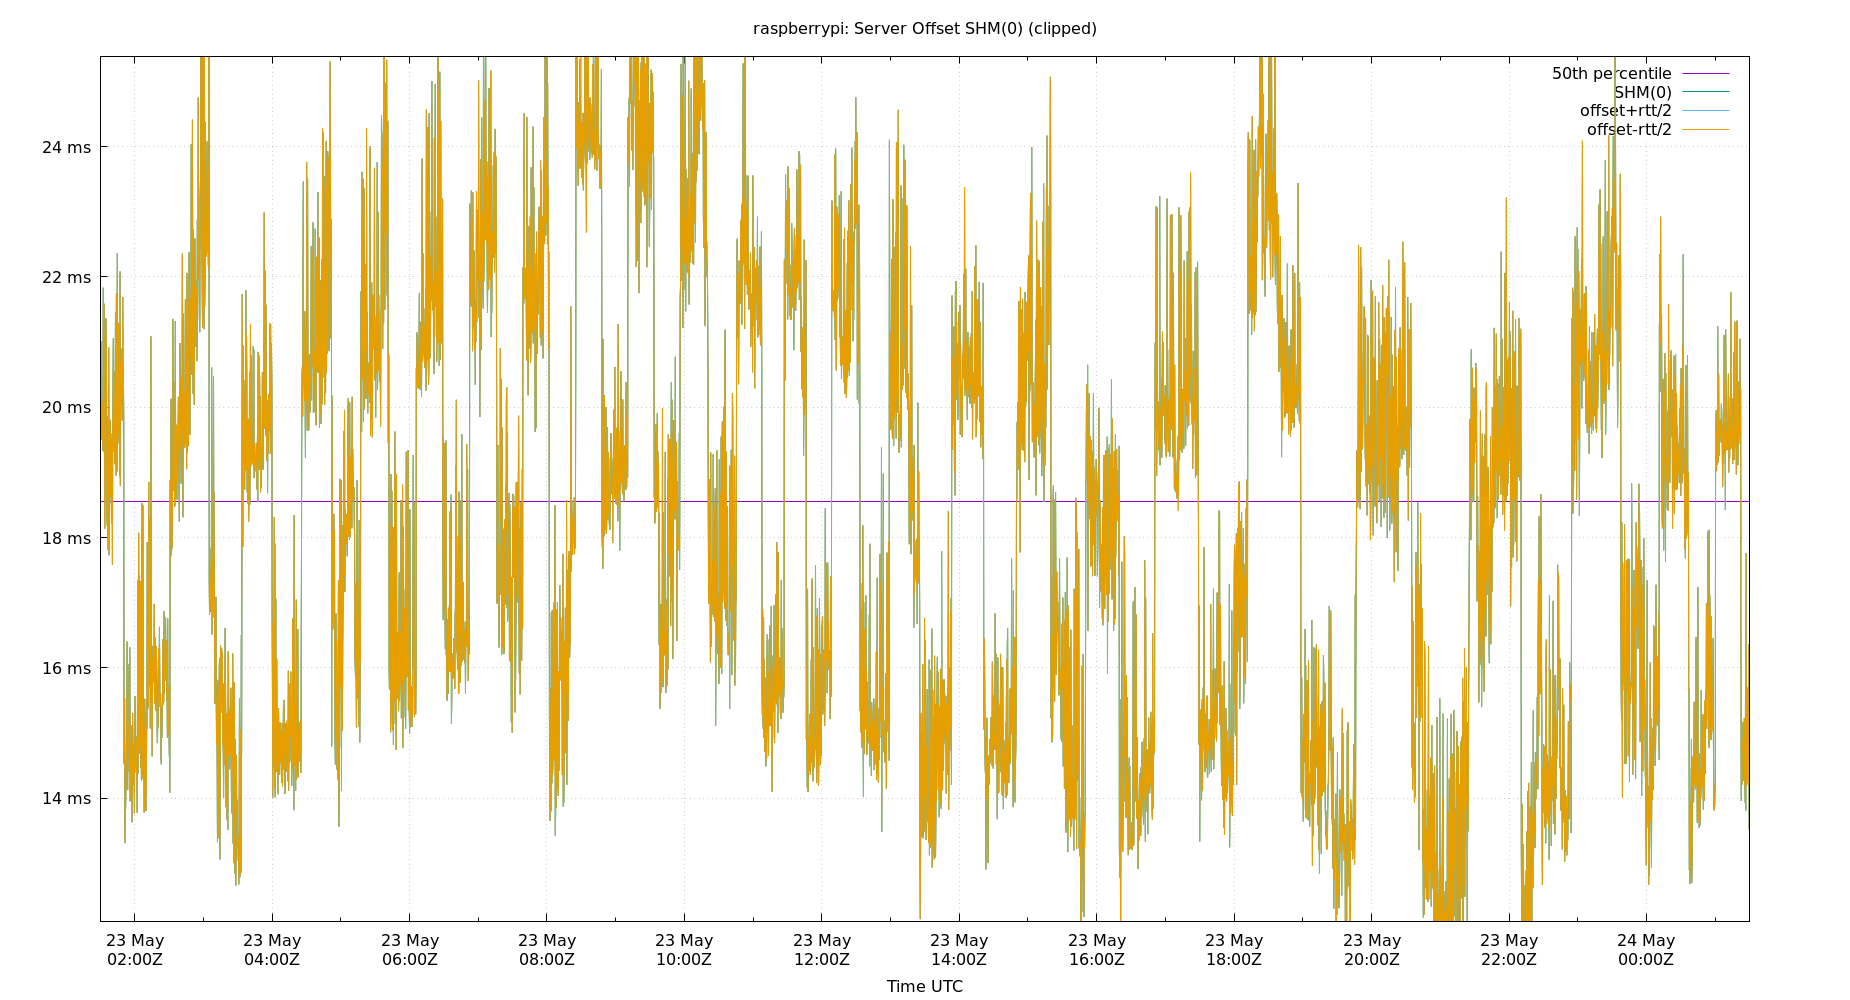 raspberrypi: Server Offset SHM(0) (clipped)
50th percentile
SHM(0)
offset+rtt/2
offset-rtt/2
24 ms
22 ms
20 ms
18 ms
16 ms
14 ms
23 May 23 May 23 May 23 May 23 May 23 May 23 May 23 May 23 May 23 May 23 May 24 May
02:00Z 04:00Z 06:00Z 08:00Z 10:00Z 12:00Z 14:00Z 16:00Z 18:00Z 20:00Z 22:00Z 00:00Z
Time UTC